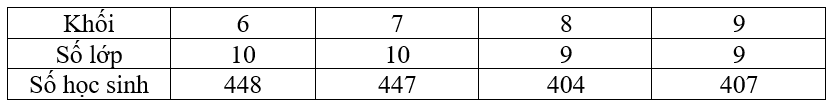 Khối 6 7 8 9
Số lớp 10 10 9 9
Số học sinh 448 447 404 407